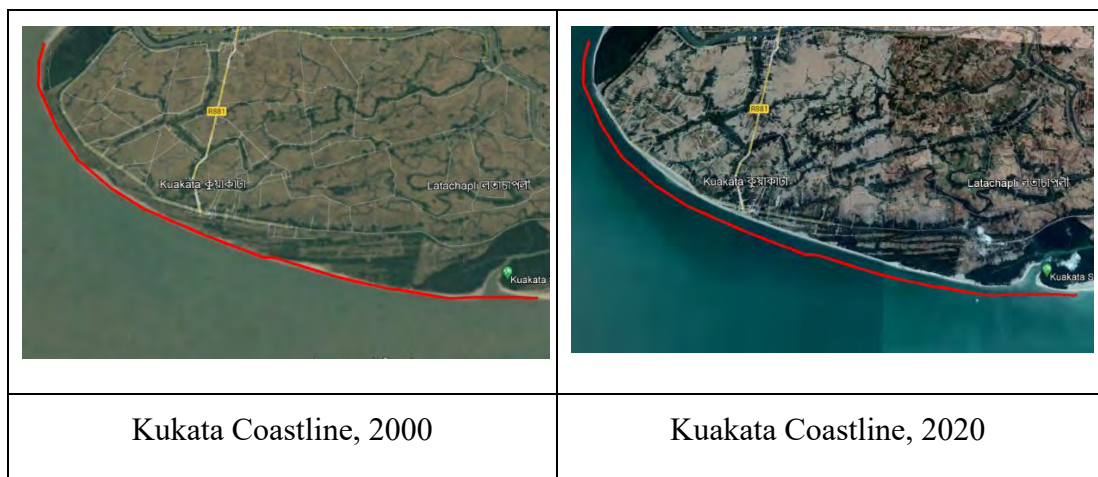 R881
Kuakata কুয়াকাটা
Latachapli লতাচাপলী
Kuakata
R881
Kuakata কুয়াকাটা
Latachapli লতাচাপলী
Kuakata S
Kukata Coastline, 2000
Kuakata Coastline, 2020